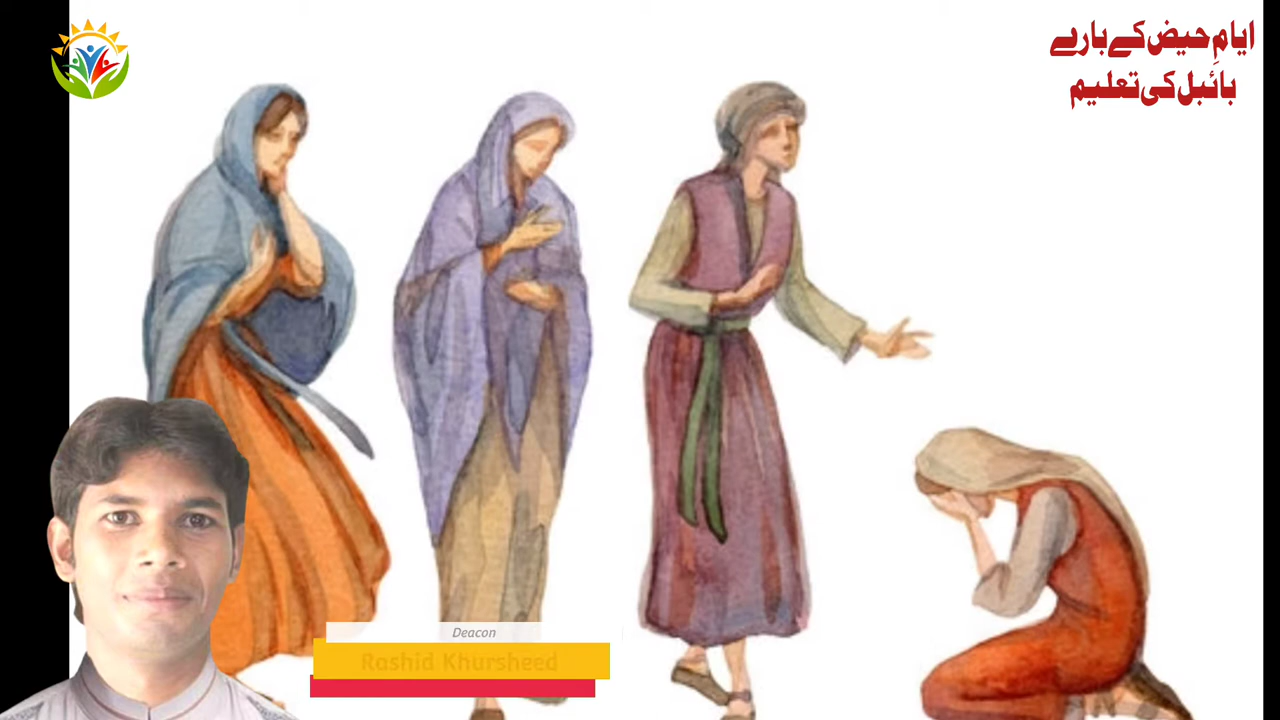 ایامِ حیض کے بارے
بائبل کی تعلیم
Deacon
Rashid Khursheed